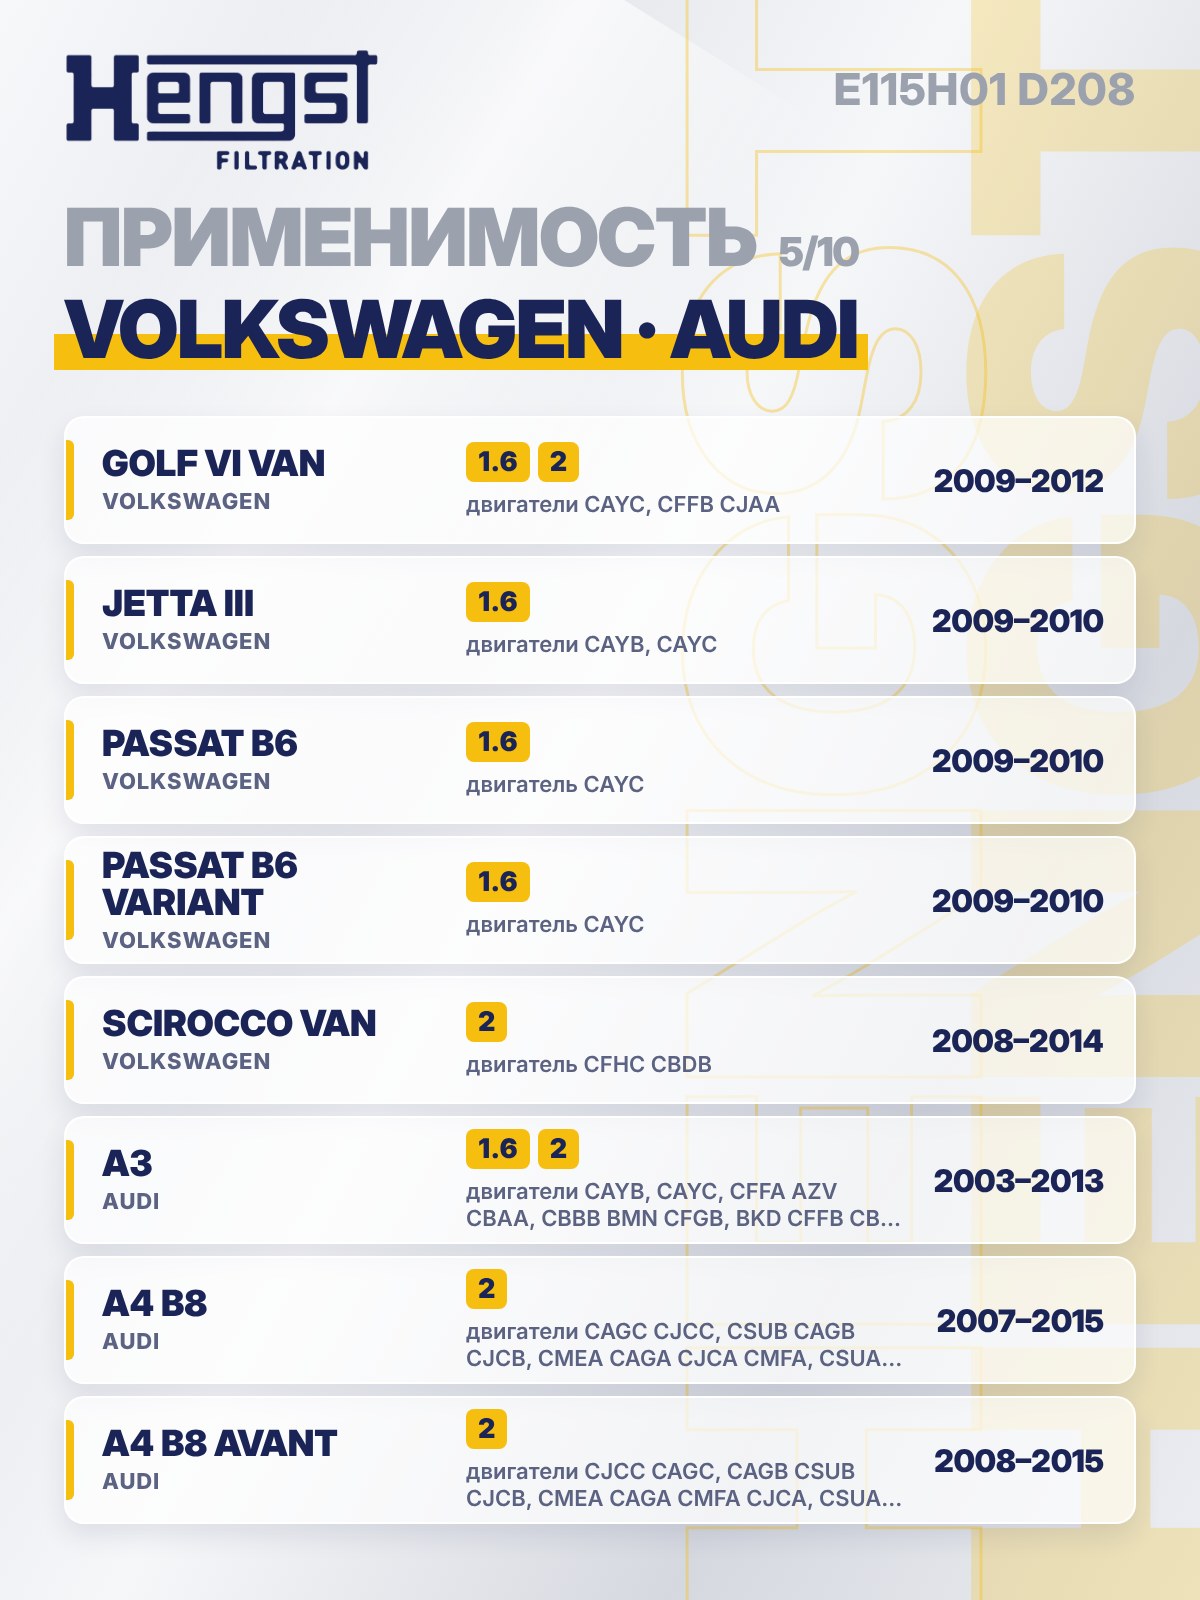 Hengst
FILTRATION
E115H01 D208
ПРИМЕНИМОСТЬ 5/10
VOLKSWAGEN · AUDI
GOLF VI VAN
VOLKSWAGEN
1.6 2
двигатели CAYC, CFFB CJAA
2009–2012
JETTA III
VOLKSWAGEN
1.6
двигатели CAYB, CAYC
2009–2010
PASSAT B6
VOLKSWAGEN
1.6
двигатель CAYC
2009–2010
PASSAT B6
VARIANT
VOLKSWAGEN
1.6
двигатель CAYC
2009–2010
SCIROCCO VAN
VOLKSWAGEN
2
двигатель CFHC CBDB
2008–2014
A3
AUDI
1.6 2
двигатели CAYB, CAYC, CFFA AZV
CBAA, CBBB BMN CFGB, BKD CFFB CB...
2003–2013
A4 B8
AUDI
2
двигатели CAGC CJCC, CSUB CAGB
CJCB, CMEA CAGA CJCA CMFA, CSUA...
2007–2015
A4 B8 AVANT
AUDI
2
двигатели CJCC CAGC, CAGB CSUB
CJCB, CMEA CAGA CMFA CJCA, CSUA...
2008–2015
HENGST
HENGST